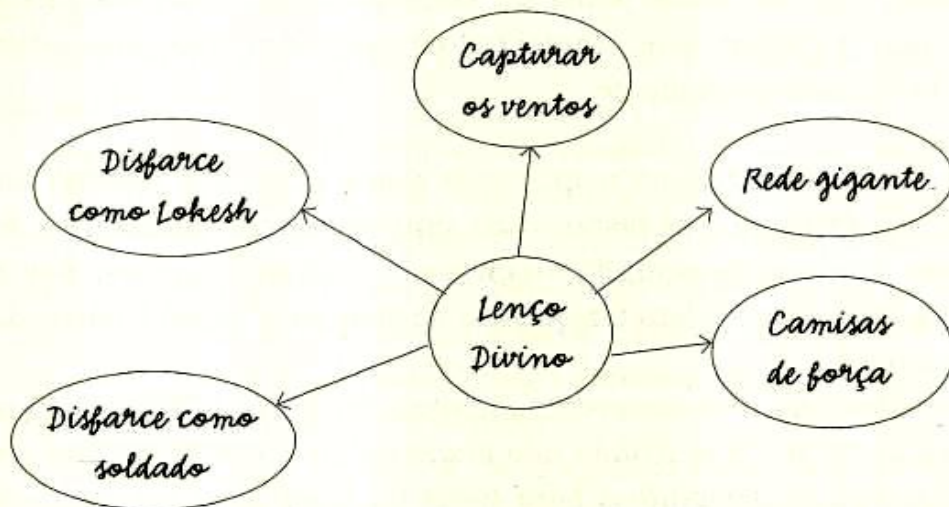 Capturar
os ventos
Disfarce
como Lokesh
Rede gigante
Lenço
Divino
Camisas
de força
Disfarce como
soldado